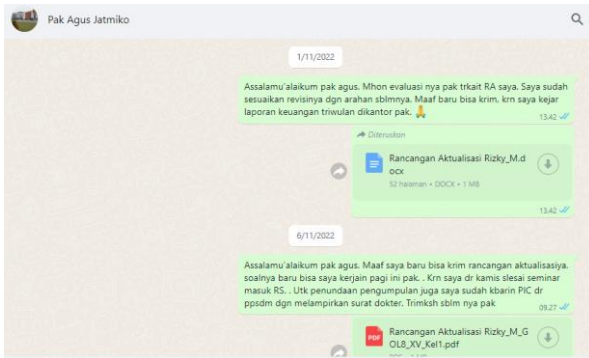 Pak Agus Jatmiko
1/11/2022
Assalamu'alaikum pak agus. Mhon evaluasi nya pak trkait RA saya. Saya sudah
sesuaikan revisinya dgn arahan sblmnya. Maaf baru bisa krim, krn saya kejar
laporan keuangan triwulan dikantor pak. 🙏
13.42
Diteruskan
Rancangan Aktualisasi Rizky_M.d
ocx
52 halaman • DOCX • 1 MB
13.42
6/11/2022
Assalamu'alaikum pak agus. Maaf saya baru bisa krim rancangan aktualisasiya.
soalnya baru bisa saya kerjain pagi ini pak. . Krn saya dr kamis slesai seminar
masuk RS. . Utk penundaan pengumpulan juga saya sudah kbarin PIC dr
ppsdm dgn melampirkan surat dokter. Trimksh sblm nya pak
09.27
PDF
Rancangan Aktualisasi Rizky_M_G
OL8_XV_Kel1.pdf